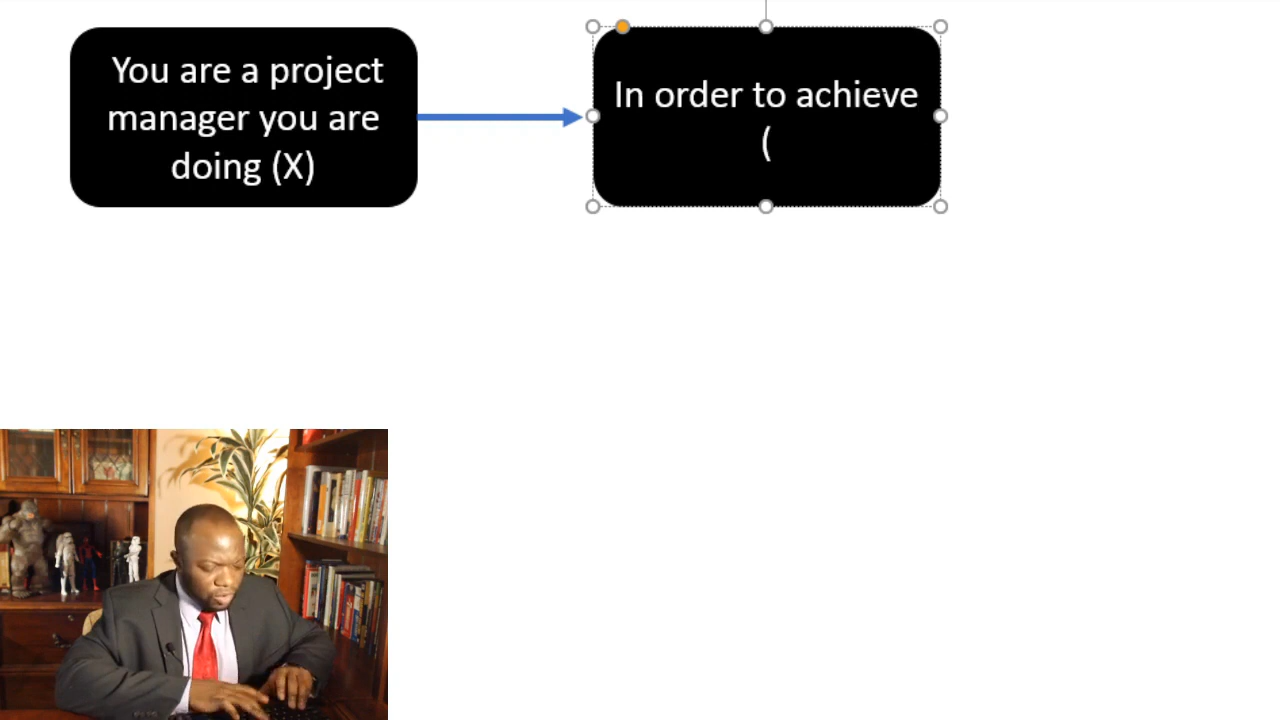 You are a project
manager you are
doing (X)
In order to achieve
(